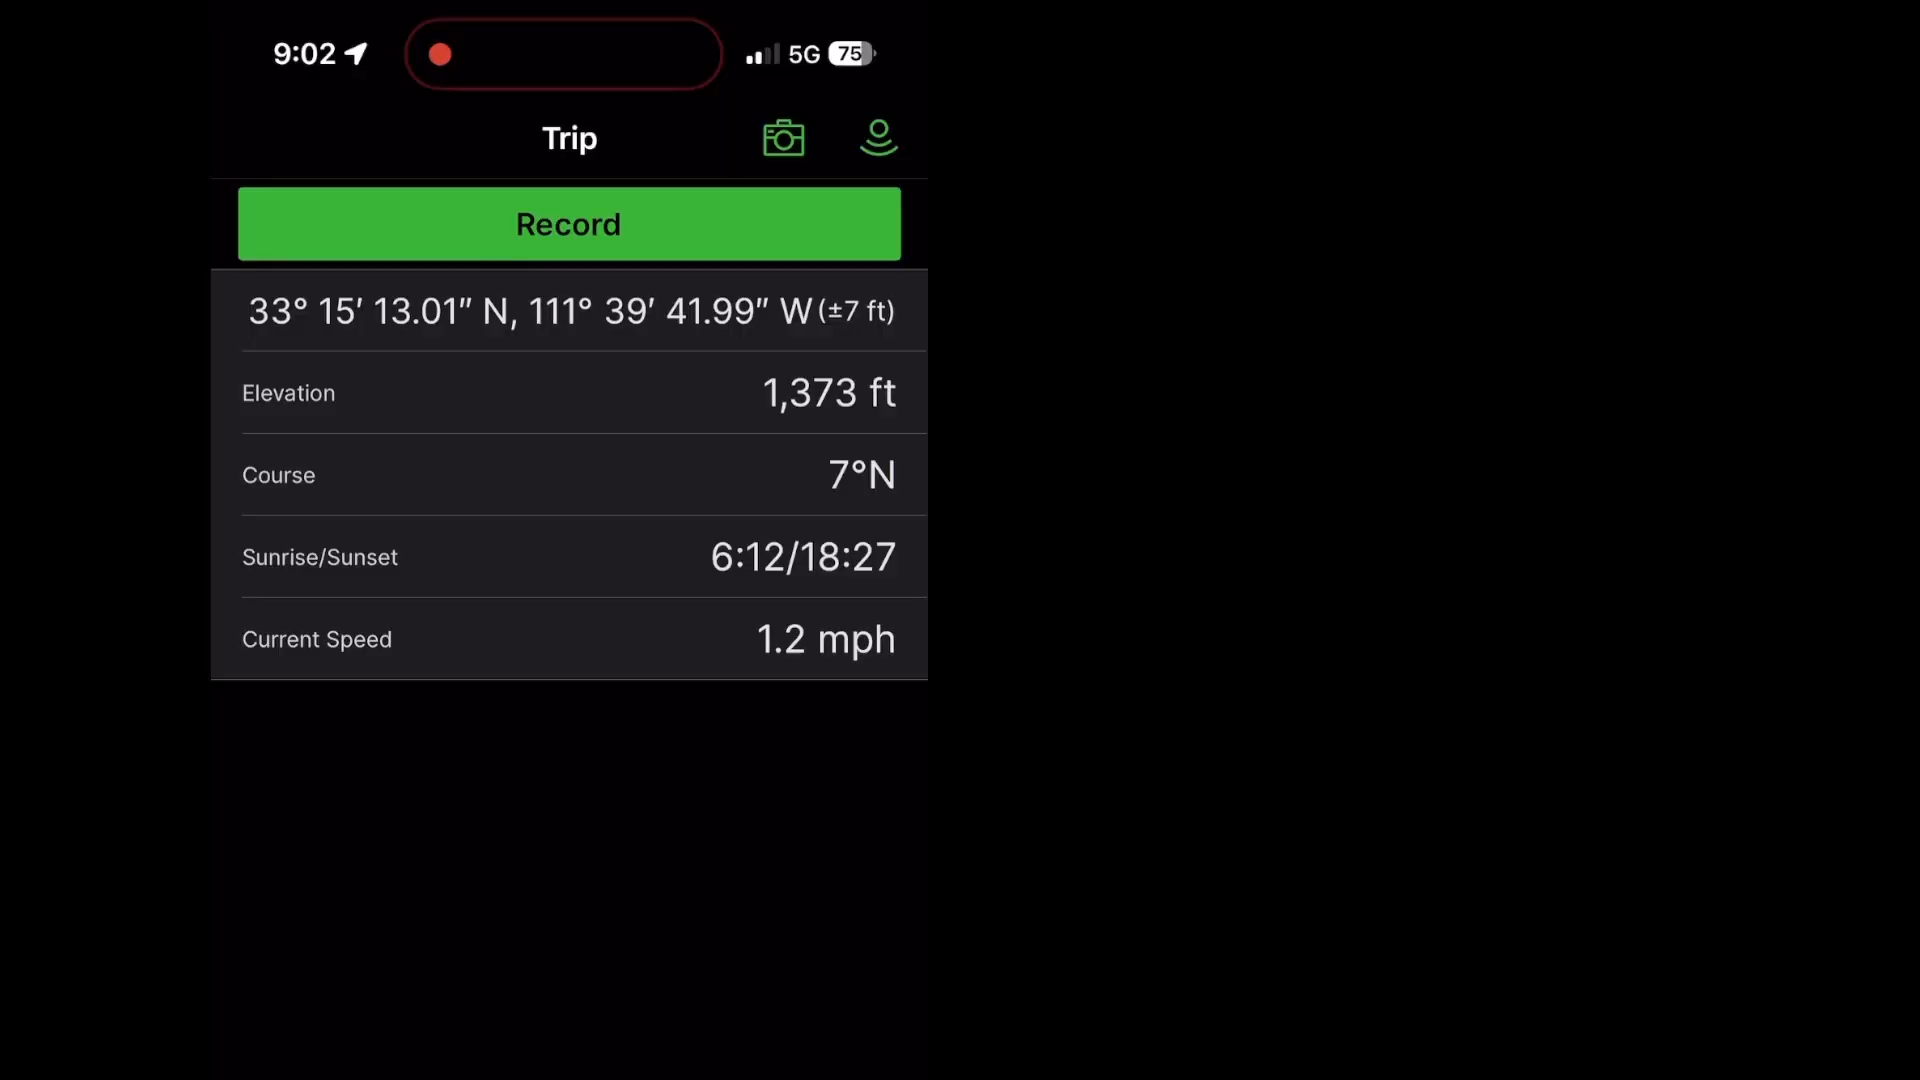 9:02 5G 75
Trip
Record
33° 15′ 13.01″ N, 111° 39′ 41.99″ W (±7 ft)
Elevation 1,373 ft
Course 7°N
Sunrise/Sunset 6:12/18:27
Current Speed 1.2 mph